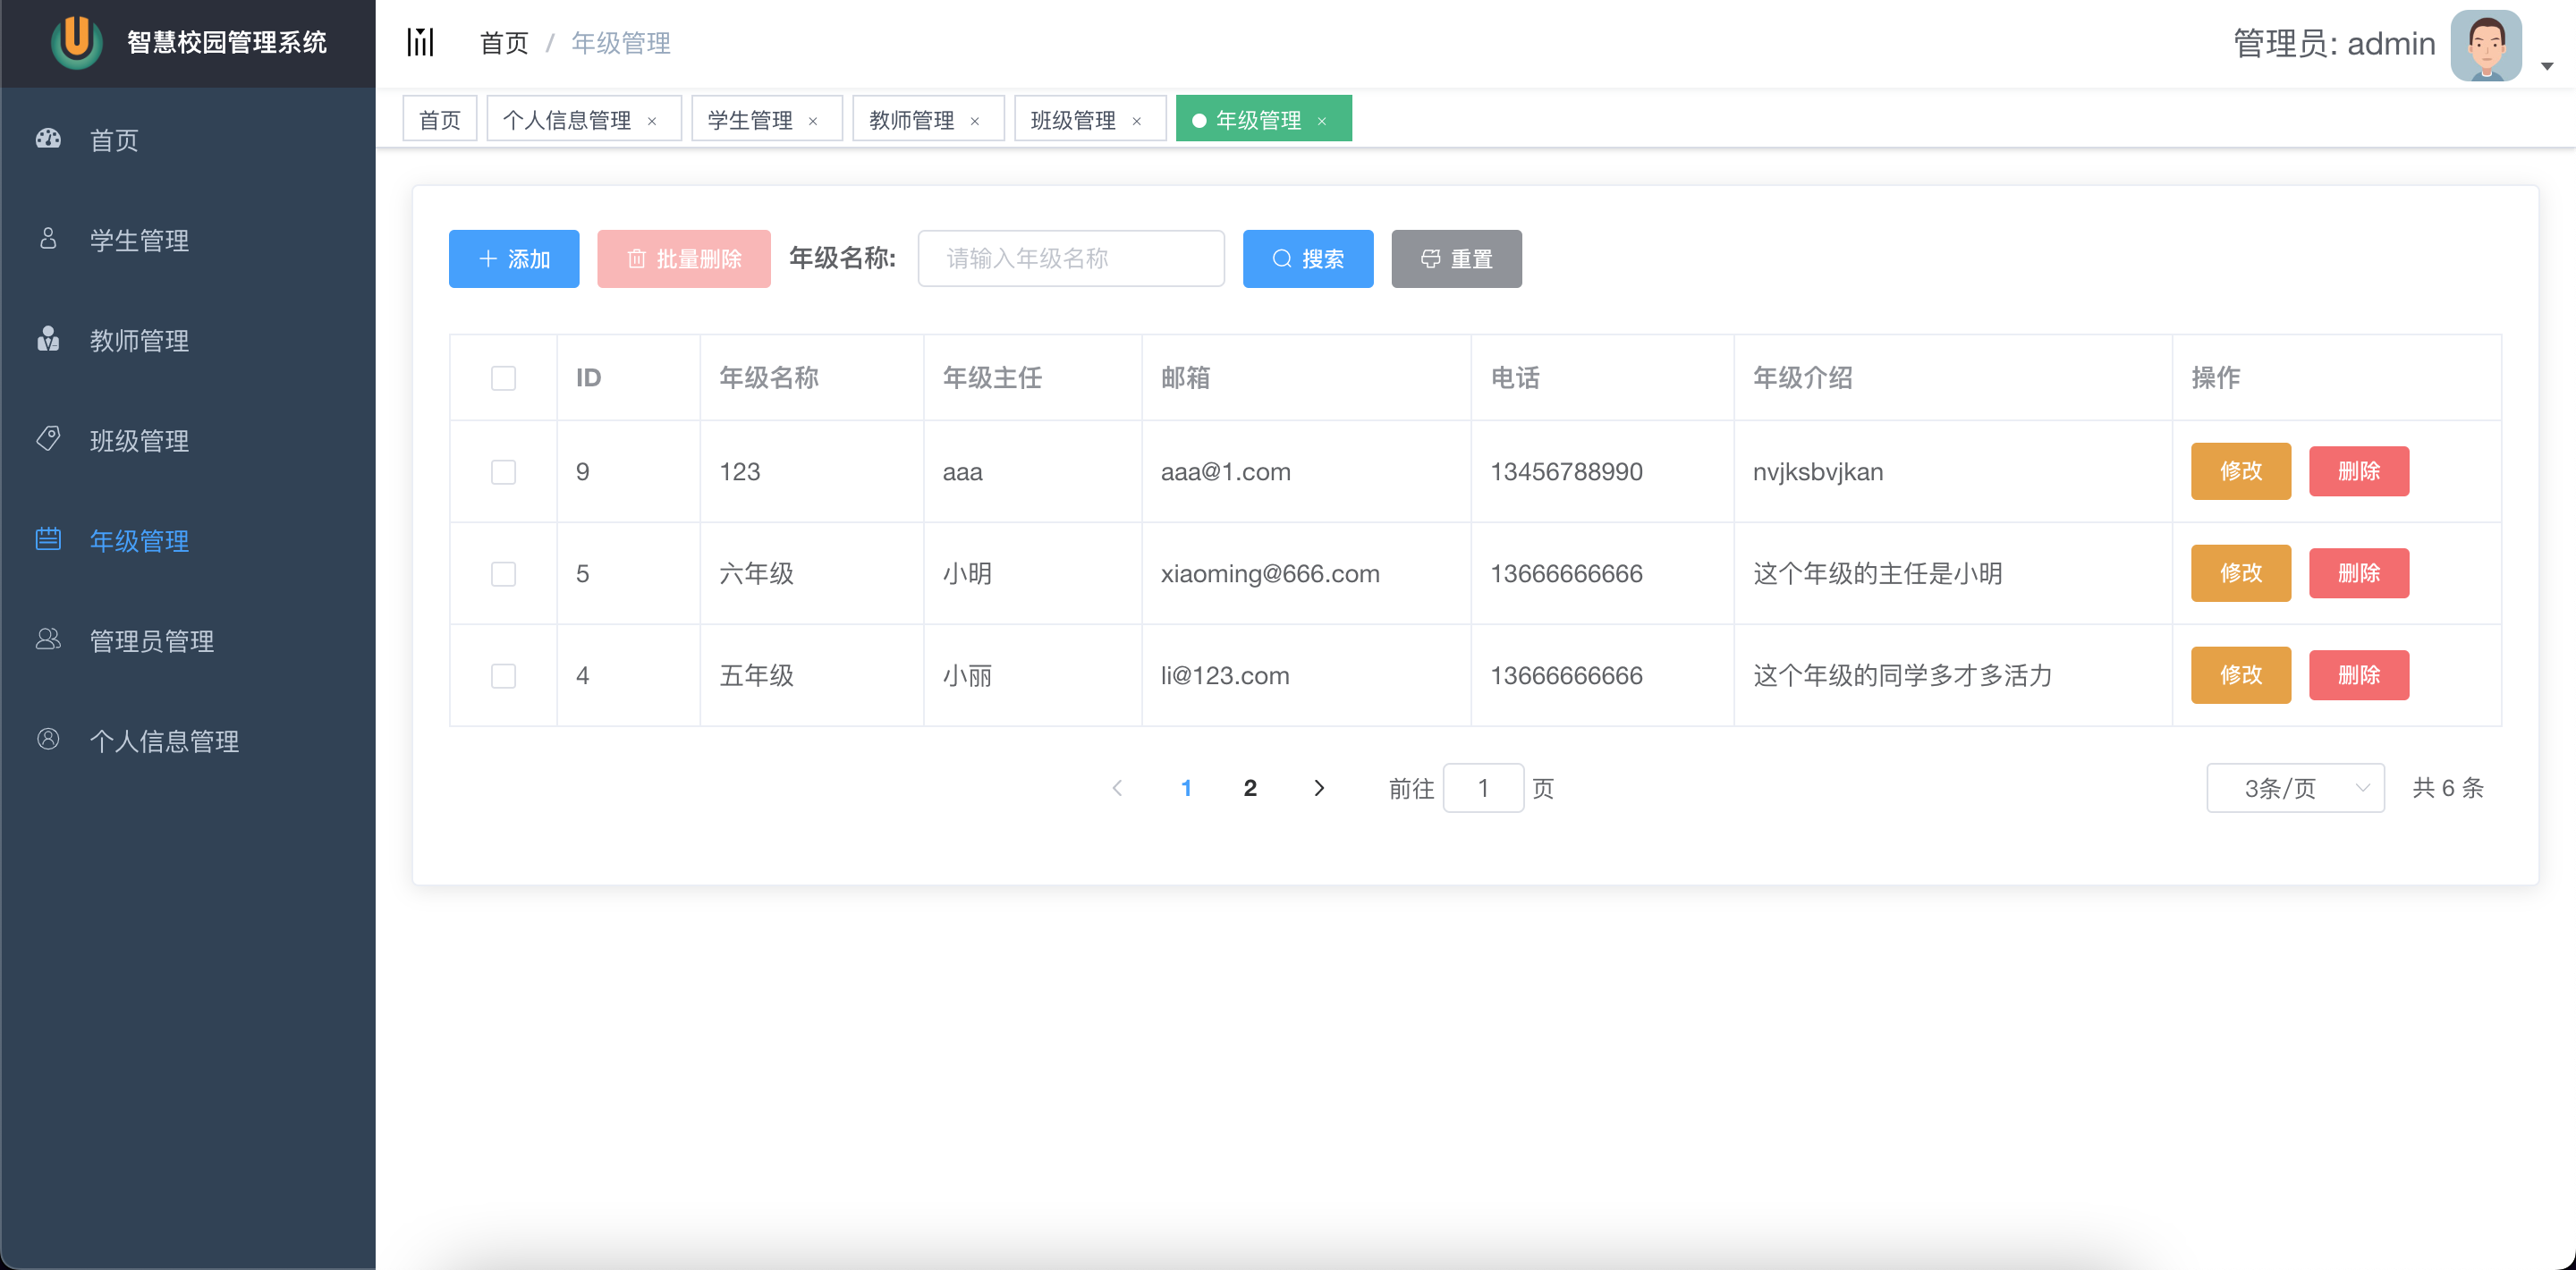 智慧校园管理系统
首页 / 年级管理
管理员: admin
首页
学生管理
教师管理
班级管理
年级管理
管理员管理
个人信息管理
首页 个人信息管理 × 学生管理 × 教师管理 × 班级管理 × 年级管理 ×
添加 批量删除 年级名称: 请输入年级名称 搜索 重置
ID 年级名称 年级主任 邮箱 电话 年级介绍 操作
9 123 aaa aaa@1.com 13456788990 nvjksbvjkan 修改 删除
5 六年级 小明 xiaoming@666.com 13666666666 这个年级的主任是小明 修改 删除
4 五年级 小丽 li@123.com 13666666666 这个年级的同学多才多活力 修改 删除
1 2 前往 1 页 3条/页 共 6 条